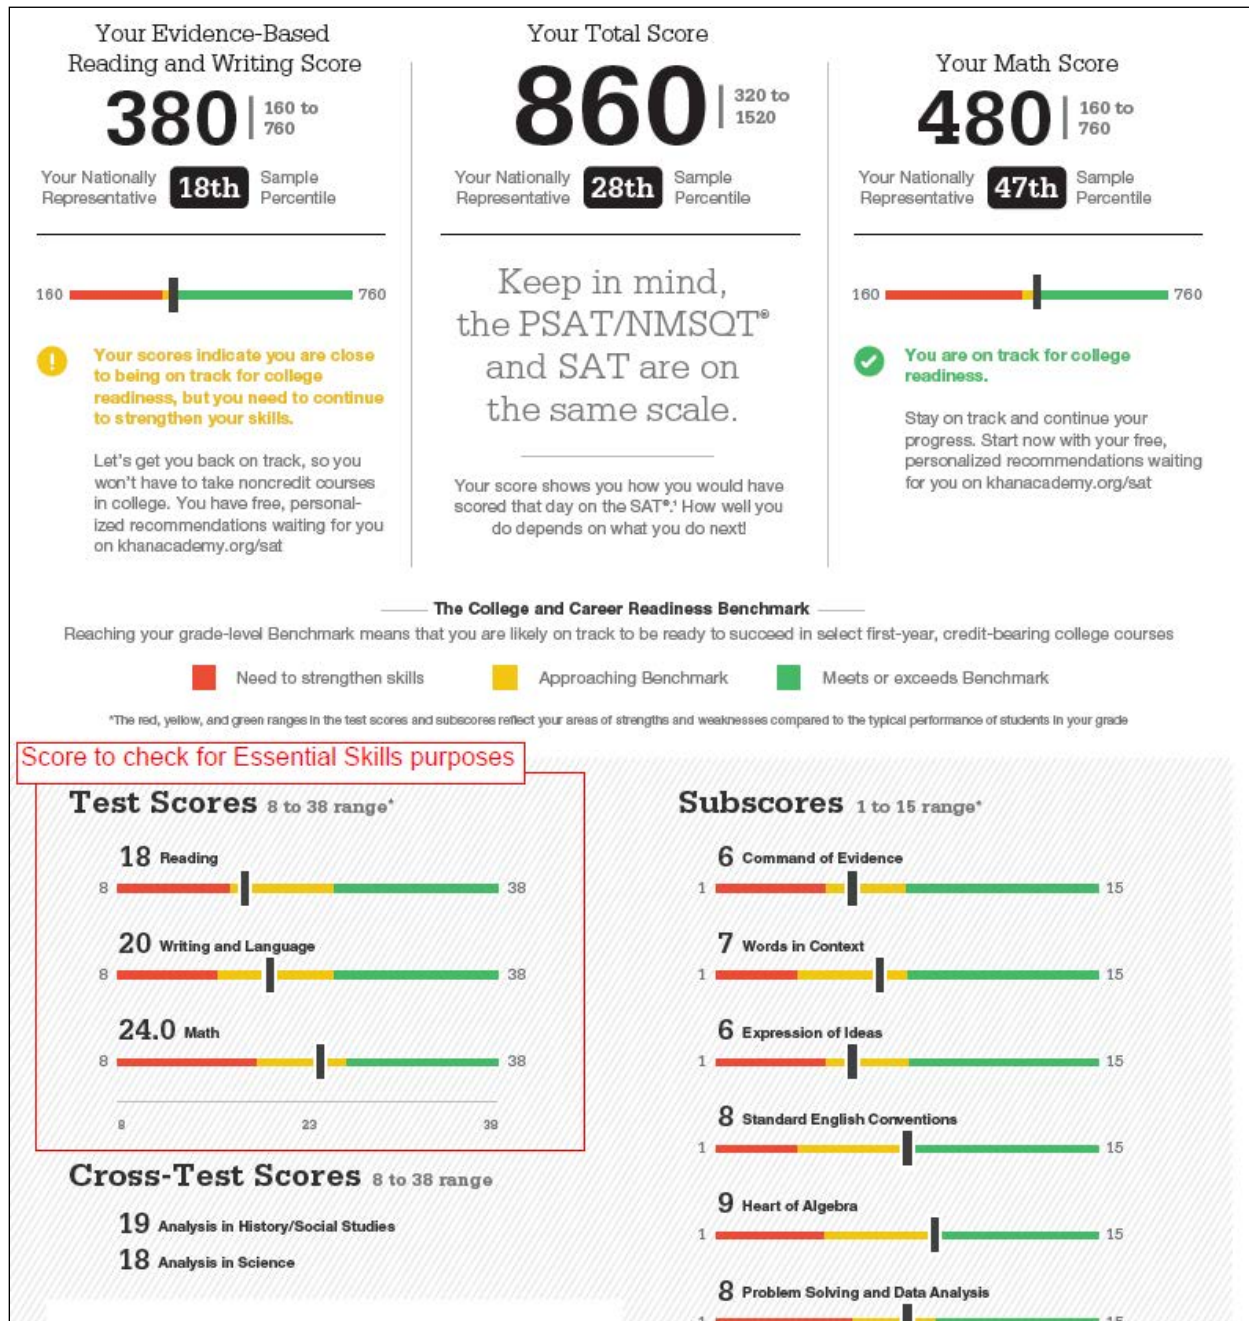 Your Evidence-Based
Reading and Writing Score
380 160 to
760
Your Nationally
Representative 18th Sample
Percentile
160 760
Your scores indicate you are close
to being on track for college
readiness, but you need to continue
to strengthen your skills.
Let's get you back on track, so you
won't have to take noncredit courses
in college. You have free, personal-
ized recommendations waiting for you
on khanacademy.org/sat
Your Total Score
860 320 to
1520
Your Nationally
Representative 28th Sample
Percentile
Keep in mind,
the PSAT/NMSQT®
and SAT are on
the same scale.
Your score shows you how you would have
scored that day on the SAT®.¹ How well you
do depends on what you do next!
Your Math Score
480 160 to
760
Your Nationally
Representative 47th Sample
Percentile
160 760
You are on track for college
readiness.
Stay on track and continue your
progress. Start now with your free,
personalized recommendations waiting
for you on khanacademy.org/sat
The College and Career Readiness Benchmark
Reaching your grade-level Benchmark means that you are likely on track to be ready to succeed in select first-year, credit-bearing college courses
Need to strengthen skills Approaching Benchmark Meets or exceeds Benchmark
*The red, yellow, and green ranges in the test scores and subscores reflect your areas of strengths and weaknesses compared to the typical performance of students in your grade
Score to check for Essential Skills purposes
Test Scores 8 to 38 range*
18 Reading
8 38
20 Writing and Language
8 38
24.0 Math
8 38
8 23 38
Cross-Test Scores 8 to 38 range
19 Analysis in History/Social Studies
18 Analysis in Science
Subscores 1 to 15 range*
6 Command of Evidence
1 15
7 Words in Context
1 15
6 Expression of Ideas
1 15
8 Standard English Conventions
1 15
9 Heart of Algebra
1 15
8 Problem Solving and Data Analysis
1 15